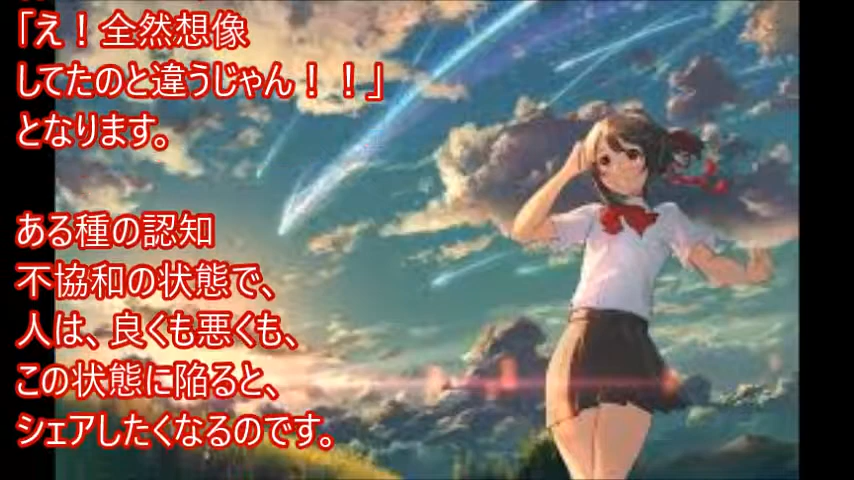 「え！全然想像
してたのと違うじゃん！！」
となります。
ある種の認知
不協和の状態で、
人は、良くも悪くも、
この状態に陥ると、
シェアしたくなるのです。